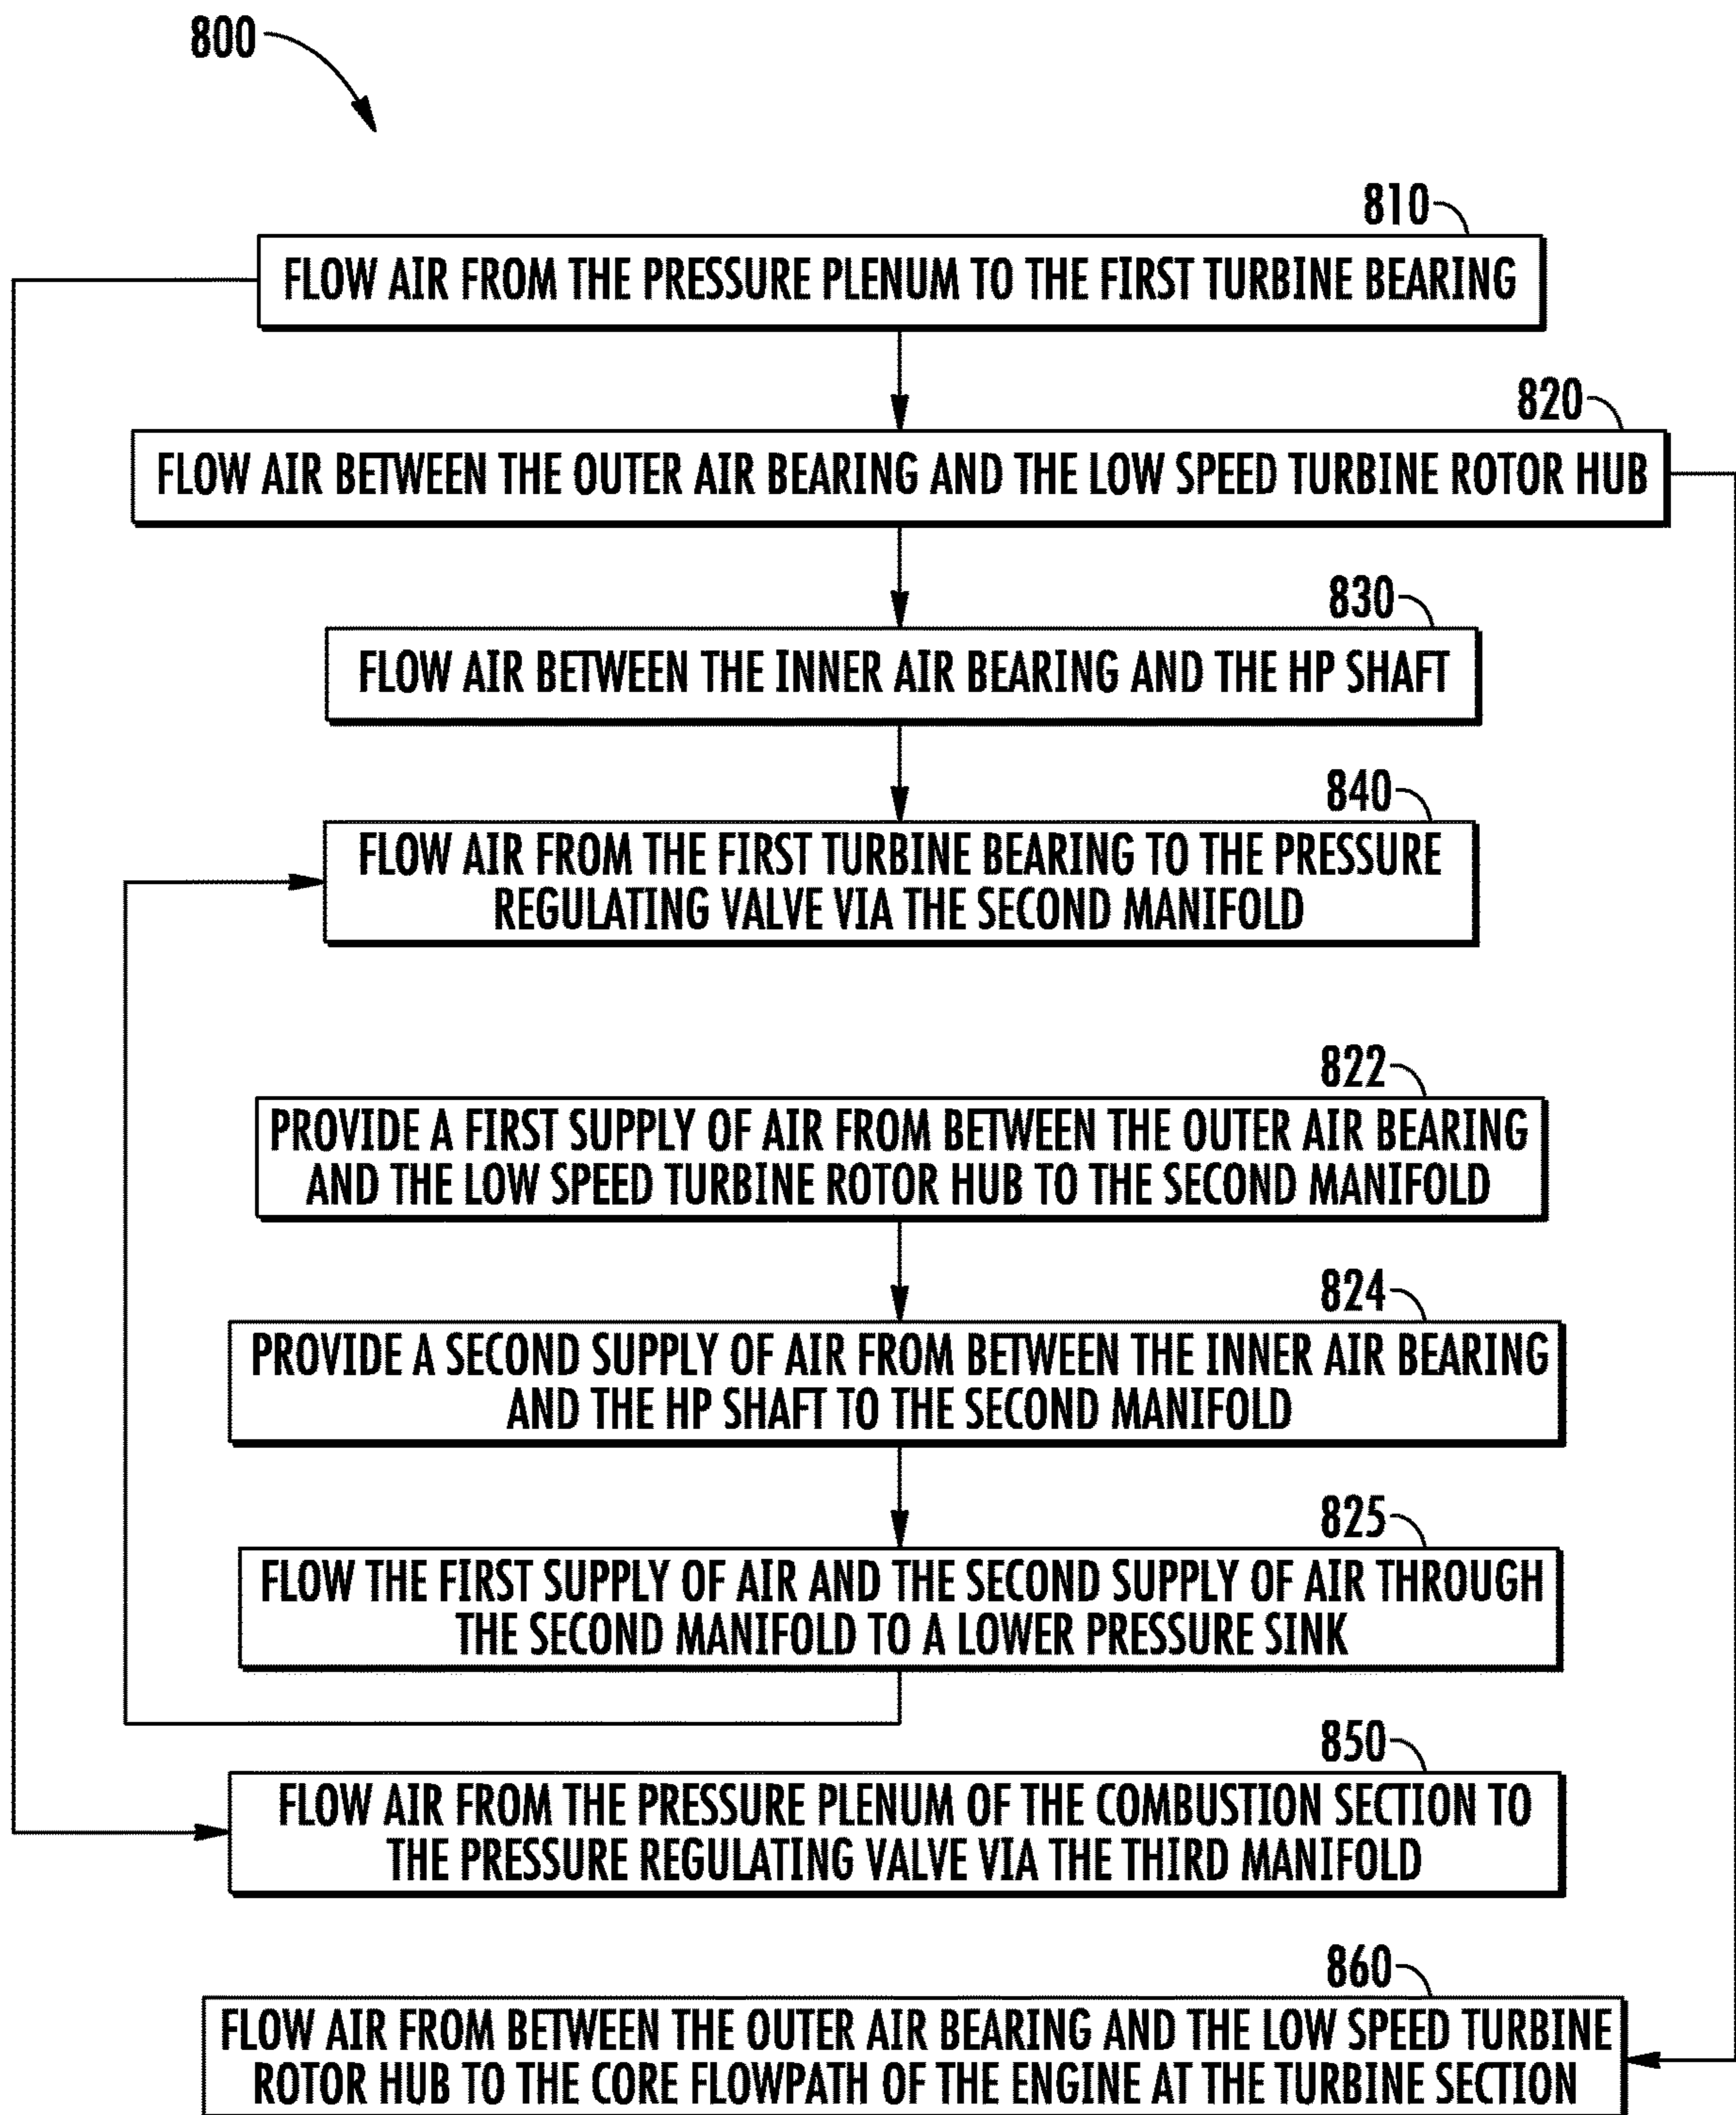 800
810
FLOW AIR FROM THE PRESSURE PLENUM TO THE FIRST TURBINE BEARING
820
FLOW AIR BETWEEN THE OUTER AIR BEARING AND THE LOW SPEED TURBINE ROTOR HUB
830
FLOW AIR BETWEEN THE INNER AIR BEARING AND THE HP SHAFT
840
FLOW AIR FROM THE FIRST TURBINE BEARING TO THE PRESSURE
REGULATING VALVE VIA THE SECOND MANIFOLD
822
PROVIDE A FIRST SUPPLY OF AIR FROM BETWEEN THE OUTER AIR BEARING
AND THE LOW SPEED TURBINE ROTOR HUB TO THE SECOND MANIFOLD
824
PROVIDE A SECOND SUPPLY OF AIR FROM BETWEEN THE INNER AIR BEARING
AND THE HP SHAFT TO THE SECOND MANIFOLD
825
FLOW THE FIRST SUPPLY OF AIR AND THE SECOND SUPPLY OF AIR THROUGH
THE SECOND MANIFOLD TO A LOWER PRESSURE SINK
850
FLOW AIR FROM THE PRESSURE PLENUM OF THE COMBUSTION SECTION TO
THE PRESSURE REGULATING VALVE VIA THE THIRD MANIFOLD
860
FLOW AIR FROM BETWEEN THE OUTER AIR BEARING AND THE LOW SPEED TURBINE
ROTOR HUB TO THE CORE FLOWPATH OF THE ENGINE AT THE TURBINE SECTION